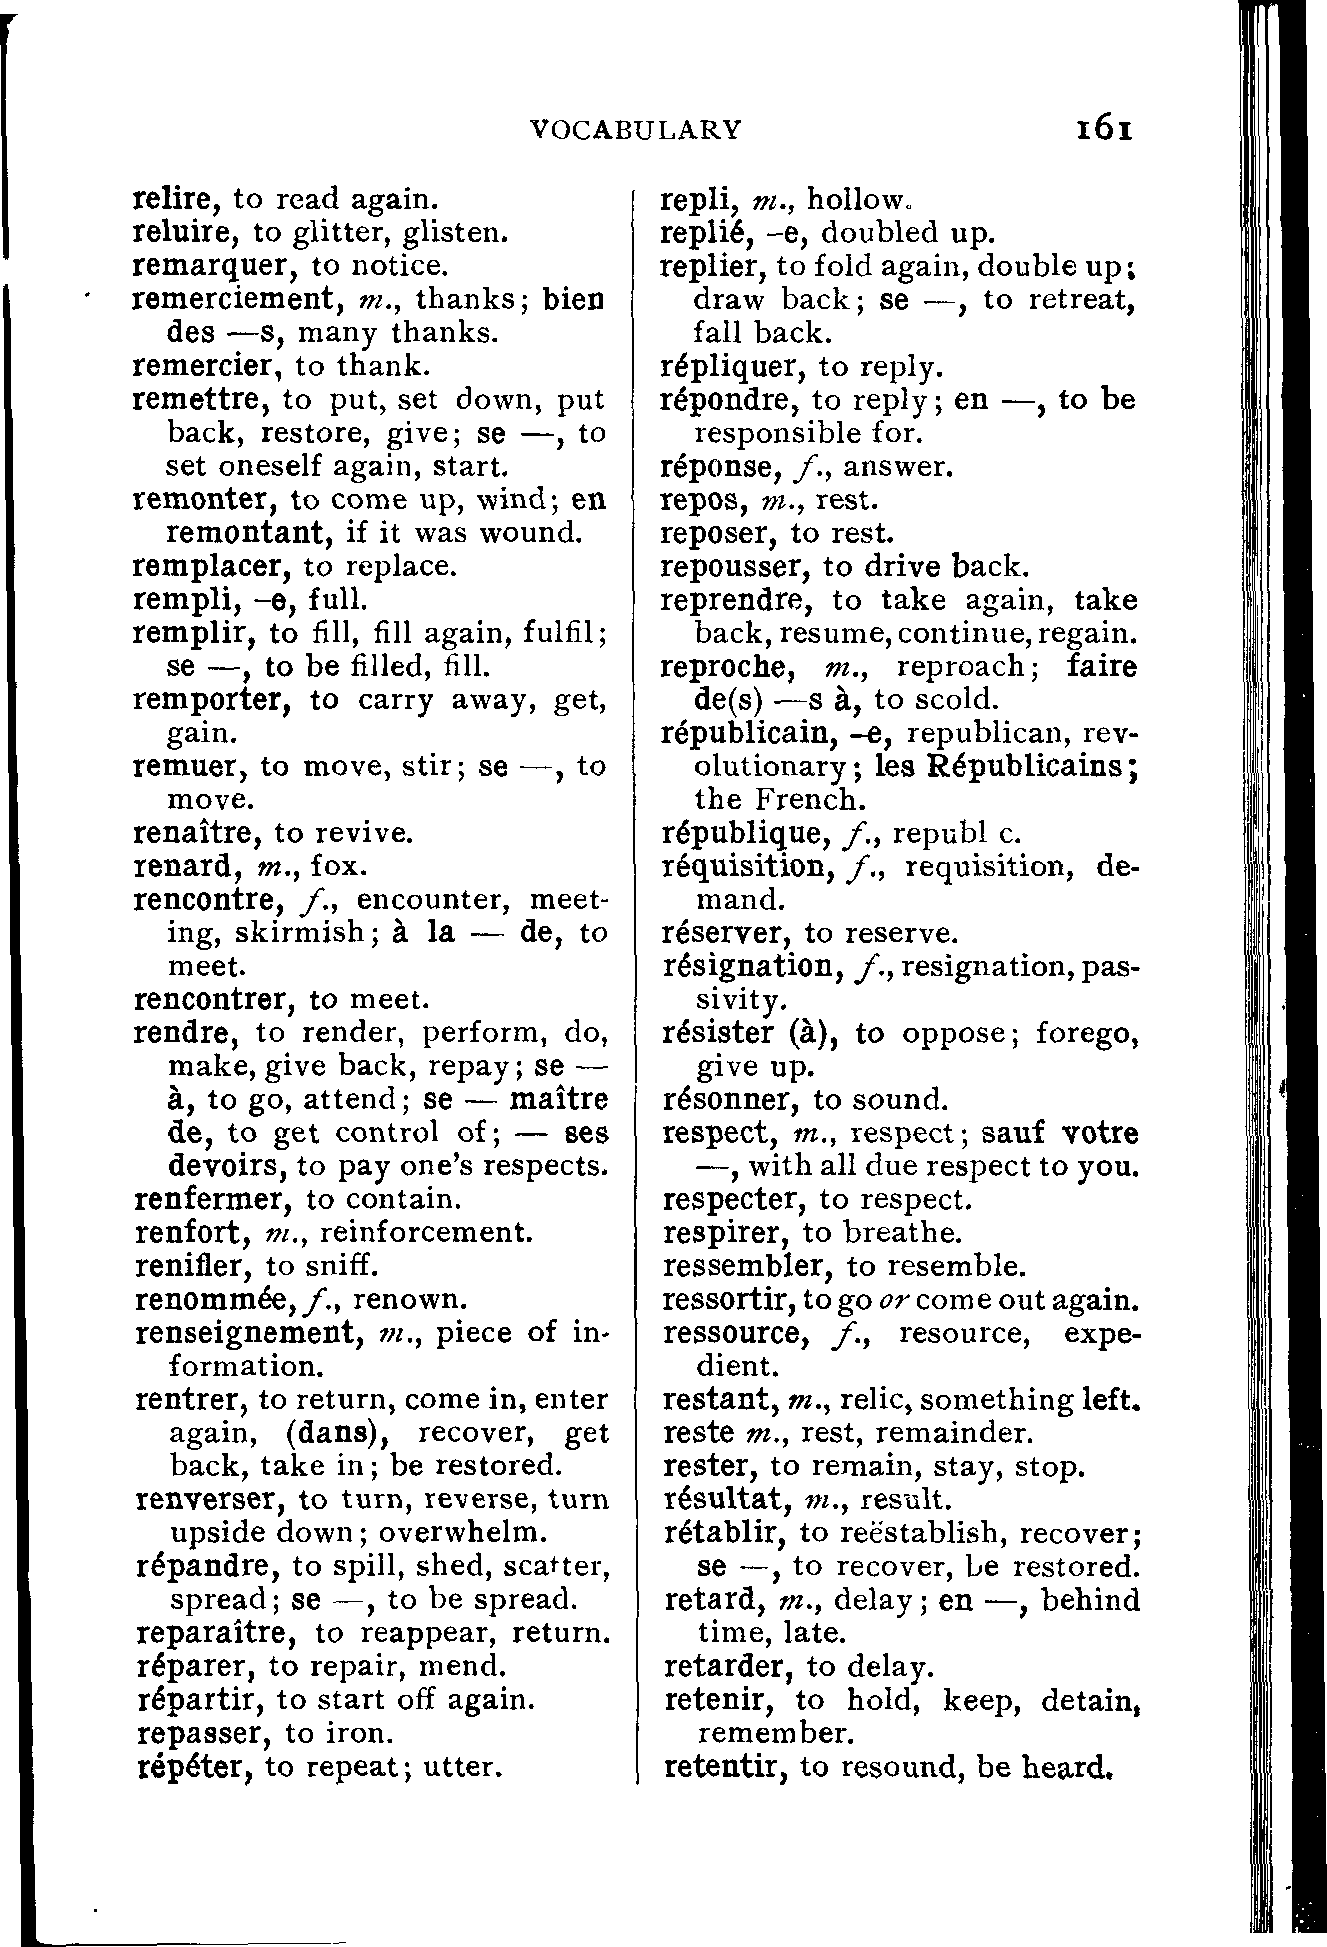 VOCABULARY 161
relire, to read again.
reluire, to glitter, glisten.
remarquer, to notice.
remerciement, m., thanks; bien
des —s, many thanks.
remercier, to thank.
remettre, to put, set down, put
back, restore, give; se —, to
set oneself again, start.
remonter, to come up, wind; en
remontant, if it was wound.
remplacer, to replace.
rempli, -e, full.
remplir, to fill, fill again, fulfil;
se —, to be filled, fill.
remporter, to carry away, get,
gain.
remuer, to move, stir; se —, to
move.
renaître, to revive.
renard, m., fox.
rencontre, f., encounter, meet-
ing, skirmish; à la — de, to
meet.
rencontrer, to meet.
rendre, to render, perform, do,
make, give back, repay; se —
à, to go, attend; se — maître
de, to get control of; — ses
devoirs, to pay one's respects.
renfermer, to contain.
renfort, m., reinforcement.
renifler, to sniff.
renommée, f., renown.
renseignement, m., piece of in-
formation.
rentrer, to return, come in, enter
again, (dans), recover, get
back, take in; be restored.
renverser, to turn, reverse, turn
upside down; overwhelm.
répandre, to spill, shed, scatter,
spread; se —, to be spread.
reparaître, to reappear, return.
réparer, to repair, mend.
répartir, to start off again.
repasser, to iron.
répéter, to repeat; utter.
repli, m., hollow.
replié, -e, doubled up.
replier, to fold again, double up;
draw back; se —, to retreat,
fall back.
répliquer, to reply.
répondre, to reply; en —, to be
responsible for.
réponse, f., answer.
repos, m., rest.
reposer, to rest.
repousser, to drive back.
reprendre, to take again, take
back, resume, continue, regain.
reproche, m., reproach; faire
de(s) —s à, to scold.
républicain, -e, republican, rev-
olutionary; les Républicains;
the French.
république, f., republ c.
réquisition, f., requisition, de-
mand.
réserver, to reserve.
résignation, f., resignation, pas-
sivity.
résister (à), to oppose; forego,
give up.
résonner, to sound.
respect, m., respect; sauf votre
—, with all due respect to you.
respecter, to respect.
respirer, to breathe.
ressembler, to resemble.
ressortir, to go or come out again.
ressource, f., resource, expe-
dient.
restant, m., relic, something left.
reste m., rest, remainder.
rester, to remain, stay, stop.
résultat, m., result.
rétablir, to reëstablish, recover;
se —, to recover, be restored.
retard, m., delay; en —, behind
time, late.
retarder, to delay.
retenir, to hold, keep, detain,
remember.
retentir, to resound, be heard.